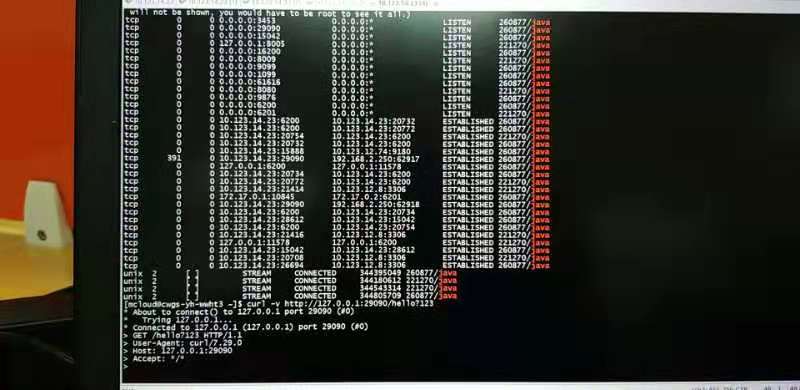 will not be shown, you would have to be root to see it all.)
tcp 0 0 0.0.0.0:3453 0.0.0.0:* LISTEN 260877/java
tcp 0 0 0.0.0.0:29090 0.0.0.0:* LISTEN 260877/java
tcp 0 0 0.0.0.0:15042 0.0.0.0:* LISTEN 260877/java
tcp 0 0 127.0.0.1:8005 0.0.0.0:* LISTEN 221270/java
tcp 0 0 0.0.0.0:16200 0.0.0.0:* LISTEN 260877/java
tcp 0 0 0.0.0.0:8009 0.0.0.0:* LISTEN 221270/java
tcp 0 0 0.0.0.0:9099 0.0.0.0:* LISTEN 260877/java
tcp 0 0 0.0.0.0:1099 0.0.0.0:* LISTEN 260877/java
tcp 0 0 0.0.0.0:61616 0.0.0.0:* LISTEN 260877/java
tcp 0 0 0.0.0.0:8080 0.0.0.0:* LISTEN 221270/java
tcp 0 0 0.0.0.0:9876 0.0.0.0:* LISTEN 260877/java
tcp 0 0 0.0.0.0:6200 0.0.0.0:* LISTEN 260877/java
tcp 0 0 0.0.0.0:6201 0.0.0.0:* LISTEN 221270/java
tcp 0 0 10.123.14.23:6200 10.123.14.23:20732 ESTABLISHED 260877/java
tcp 0 0 10.123.14.23:6200 10.123.14.23:20772 ESTABLISHED 260877/java
tcp 0 0 10.123.14.23:20754 10.123.14.23:6200 ESTABLISHED 221270/java
tcp 0 0 10.123.14.23:20732 10.123.14.23:6200 ESTABLISHED 221270/java
tcp 0 0 10.123.14.23:15888 10.123.12.74:9180 ESTABLISHED 260877/java
tcp 391 0 10.123.14.23:29090 192.168.2.250:62917 ESTABLISHED 260877/java
tcp 0 0 127.0.0.1:6200 127.0.0.1:11578 ESTABLISHED 260877/java
tcp 0 0 10.123.14.23:20734 10.123.14.23:6200 ESTABLISHED 221270/java
tcp 0 0 10.123.14.23:20772 10.123.14.23:6200 ESTABLISHED 221270/java
tcp 0 0 10.123.14.23:21414 10.123.12.8:3306 ESTABLISHED 221270/java
tcp 0 0 172.17.0.1:10845 172.17.0.2:6201 ESTABLISHED 260877/java
tcp 0 0 10.123.14.23:29090 192.168.2.250:62918 ESTABLISHED 260877/java
tcp 0 0 10.123.14.23:6200 10.123.14.23:20734 ESTABLISHED 260877/java
tcp 0 0 10.123.14.23:28612 10.123.14.23:15042 ESTABLISHED 260877/java
tcp 0 0 10.123.14.23:6200 10.123.14.23:20754 ESTABLISHED 260877/java
tcp 0 0 10.123.14.23:21416 10.123.12.8:3306 ESTABLISHED 221270/java
tcp 0 0 127.0.0.1:11578 127.0.0.1:6200 ESTABLISHED 260877/java
tcp 0 0 10.123.14.23:15042 10.123.14.23:28612 ESTABLISHED 260877/java
tcp 0 0 10.123.14.23:20708 10.123.12.8:3306 ESTABLISHED 221270/java
tcp 0 0 10.123.14.23:26694 10.123.12.8:3306 ESTABLISHED 260877/java
unix 2 [ ] STREAM CONNECTED 344395049 260877/java
unix 2 [ ] STREAM CONNECTED 344180612 221270/java
unix 2 [ ] STREAM CONNECTED 344543314 221270/java
unix 2 [ ] STREAM CONNECTED 344805709 260877/java
[mcloud@cwgs-yh-wwht3 ~]$ curl -v http://127.0.0.1:29090/hello?123
* About to connect() to 127.0.0.1 port 29090 (#0)
* Trying 127.0.0.1...
* Connected to 127.0.0.1 (127.0.0.1) port 29090 (#0)
> GET /hello?123 HTTP/1.1
> User-Agent: curl/7.29.0
> Host: 127.0.0.1:29090
> Accept: */*
>